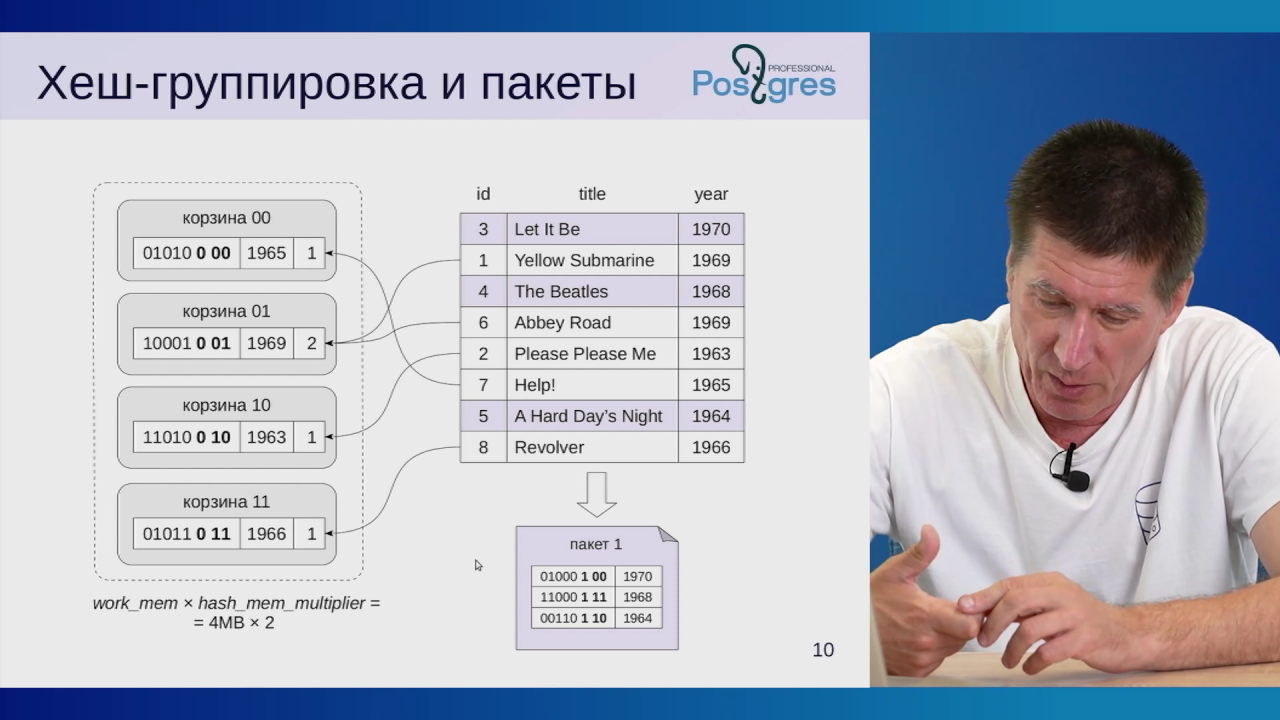 Хеш-группировка и пакеты
PROFESSIONAL
Postgres
корзина 00
01010 0 00 1965 1
корзина 01
10001 0 01 1969 2
корзина 10
11010 0 10 1963 1
корзина 11
01011 0 11 1966 1
work_mem × hash_mem_multiplier =
= 4MB × 2
id title year
3 Let It Be 1970
1 Yellow Submarine 1969
4 The Beatles 1968
6 Abbey Road 1969
2 Please Please Me 1963
7 Help! 1965
5 A Hard Day’s Night 1964
8 Revolver 1966
пакет 1
01000 1 00 1970
11000 1 11 1968
00110 1 10 1964
10